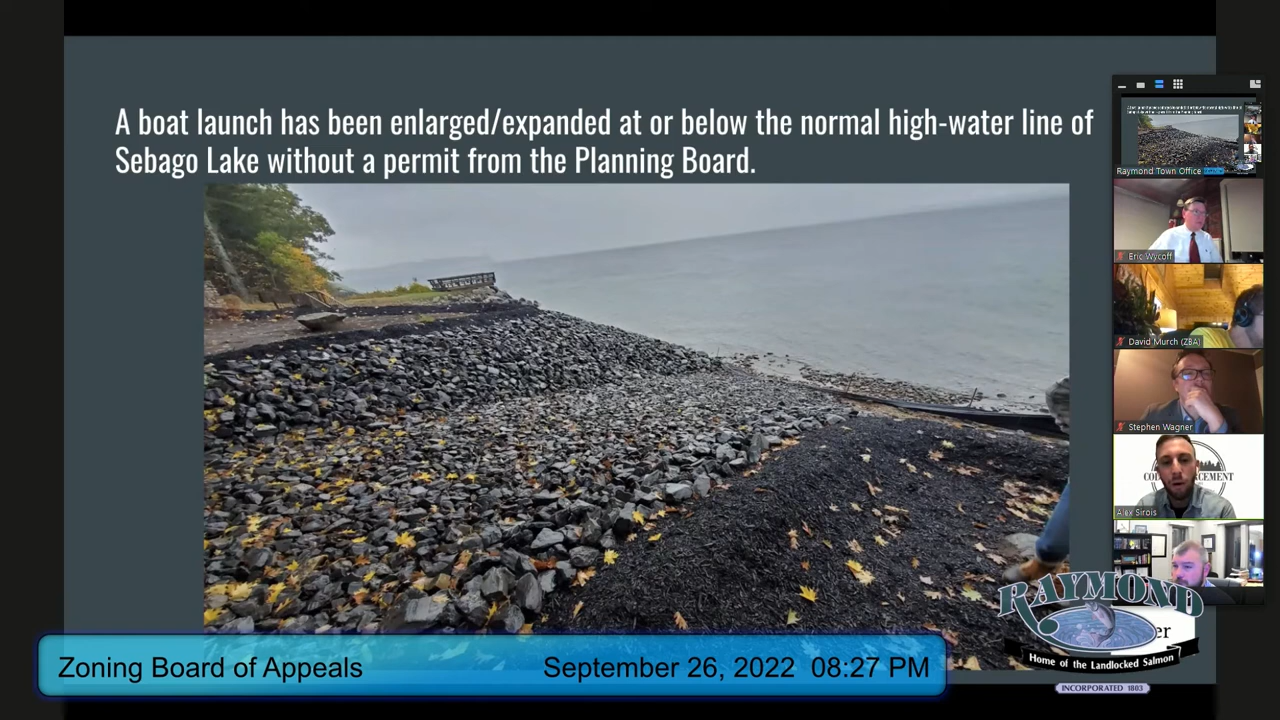 A boat launch has been enlarged/expanded at or below the normal high-water line of
Sebago Lake without a permit from the Planning Board.
Raymond Town Office
Eric Wycoff
David Murch (ZBA)
Stephen Wagner
Alex Sirois
RAYMOND
Home of the Landlocked Salmon
INCORPORATED 1803
Zoning Board of Appeals
September 26, 2022 08:27 PM